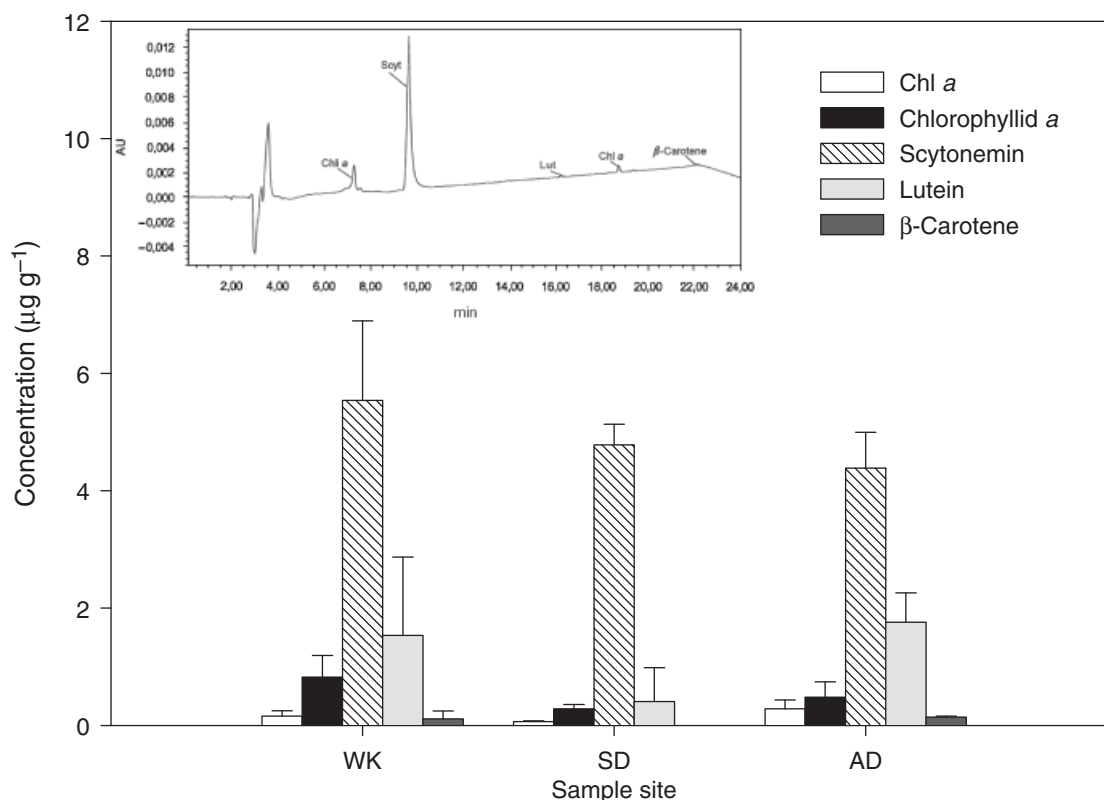 12
10
8
6
4
2
0
Concentration (µg g⁻¹)
0,012
0,010
0,008
0,006
0,004
0,002
0,000
−0,002
−0,004
AU
Chli a
Scyt
Lut
Chl a
β-Carotene
2,00 4,00 6,00 8,00 10,00 12,00 14,00 16,00 18,00 20,00 22,00 24,00
min
Chl a
Chlorophyllid a
Scytonemin
Lutein
β-Carotene
WK SD AD
Sample site